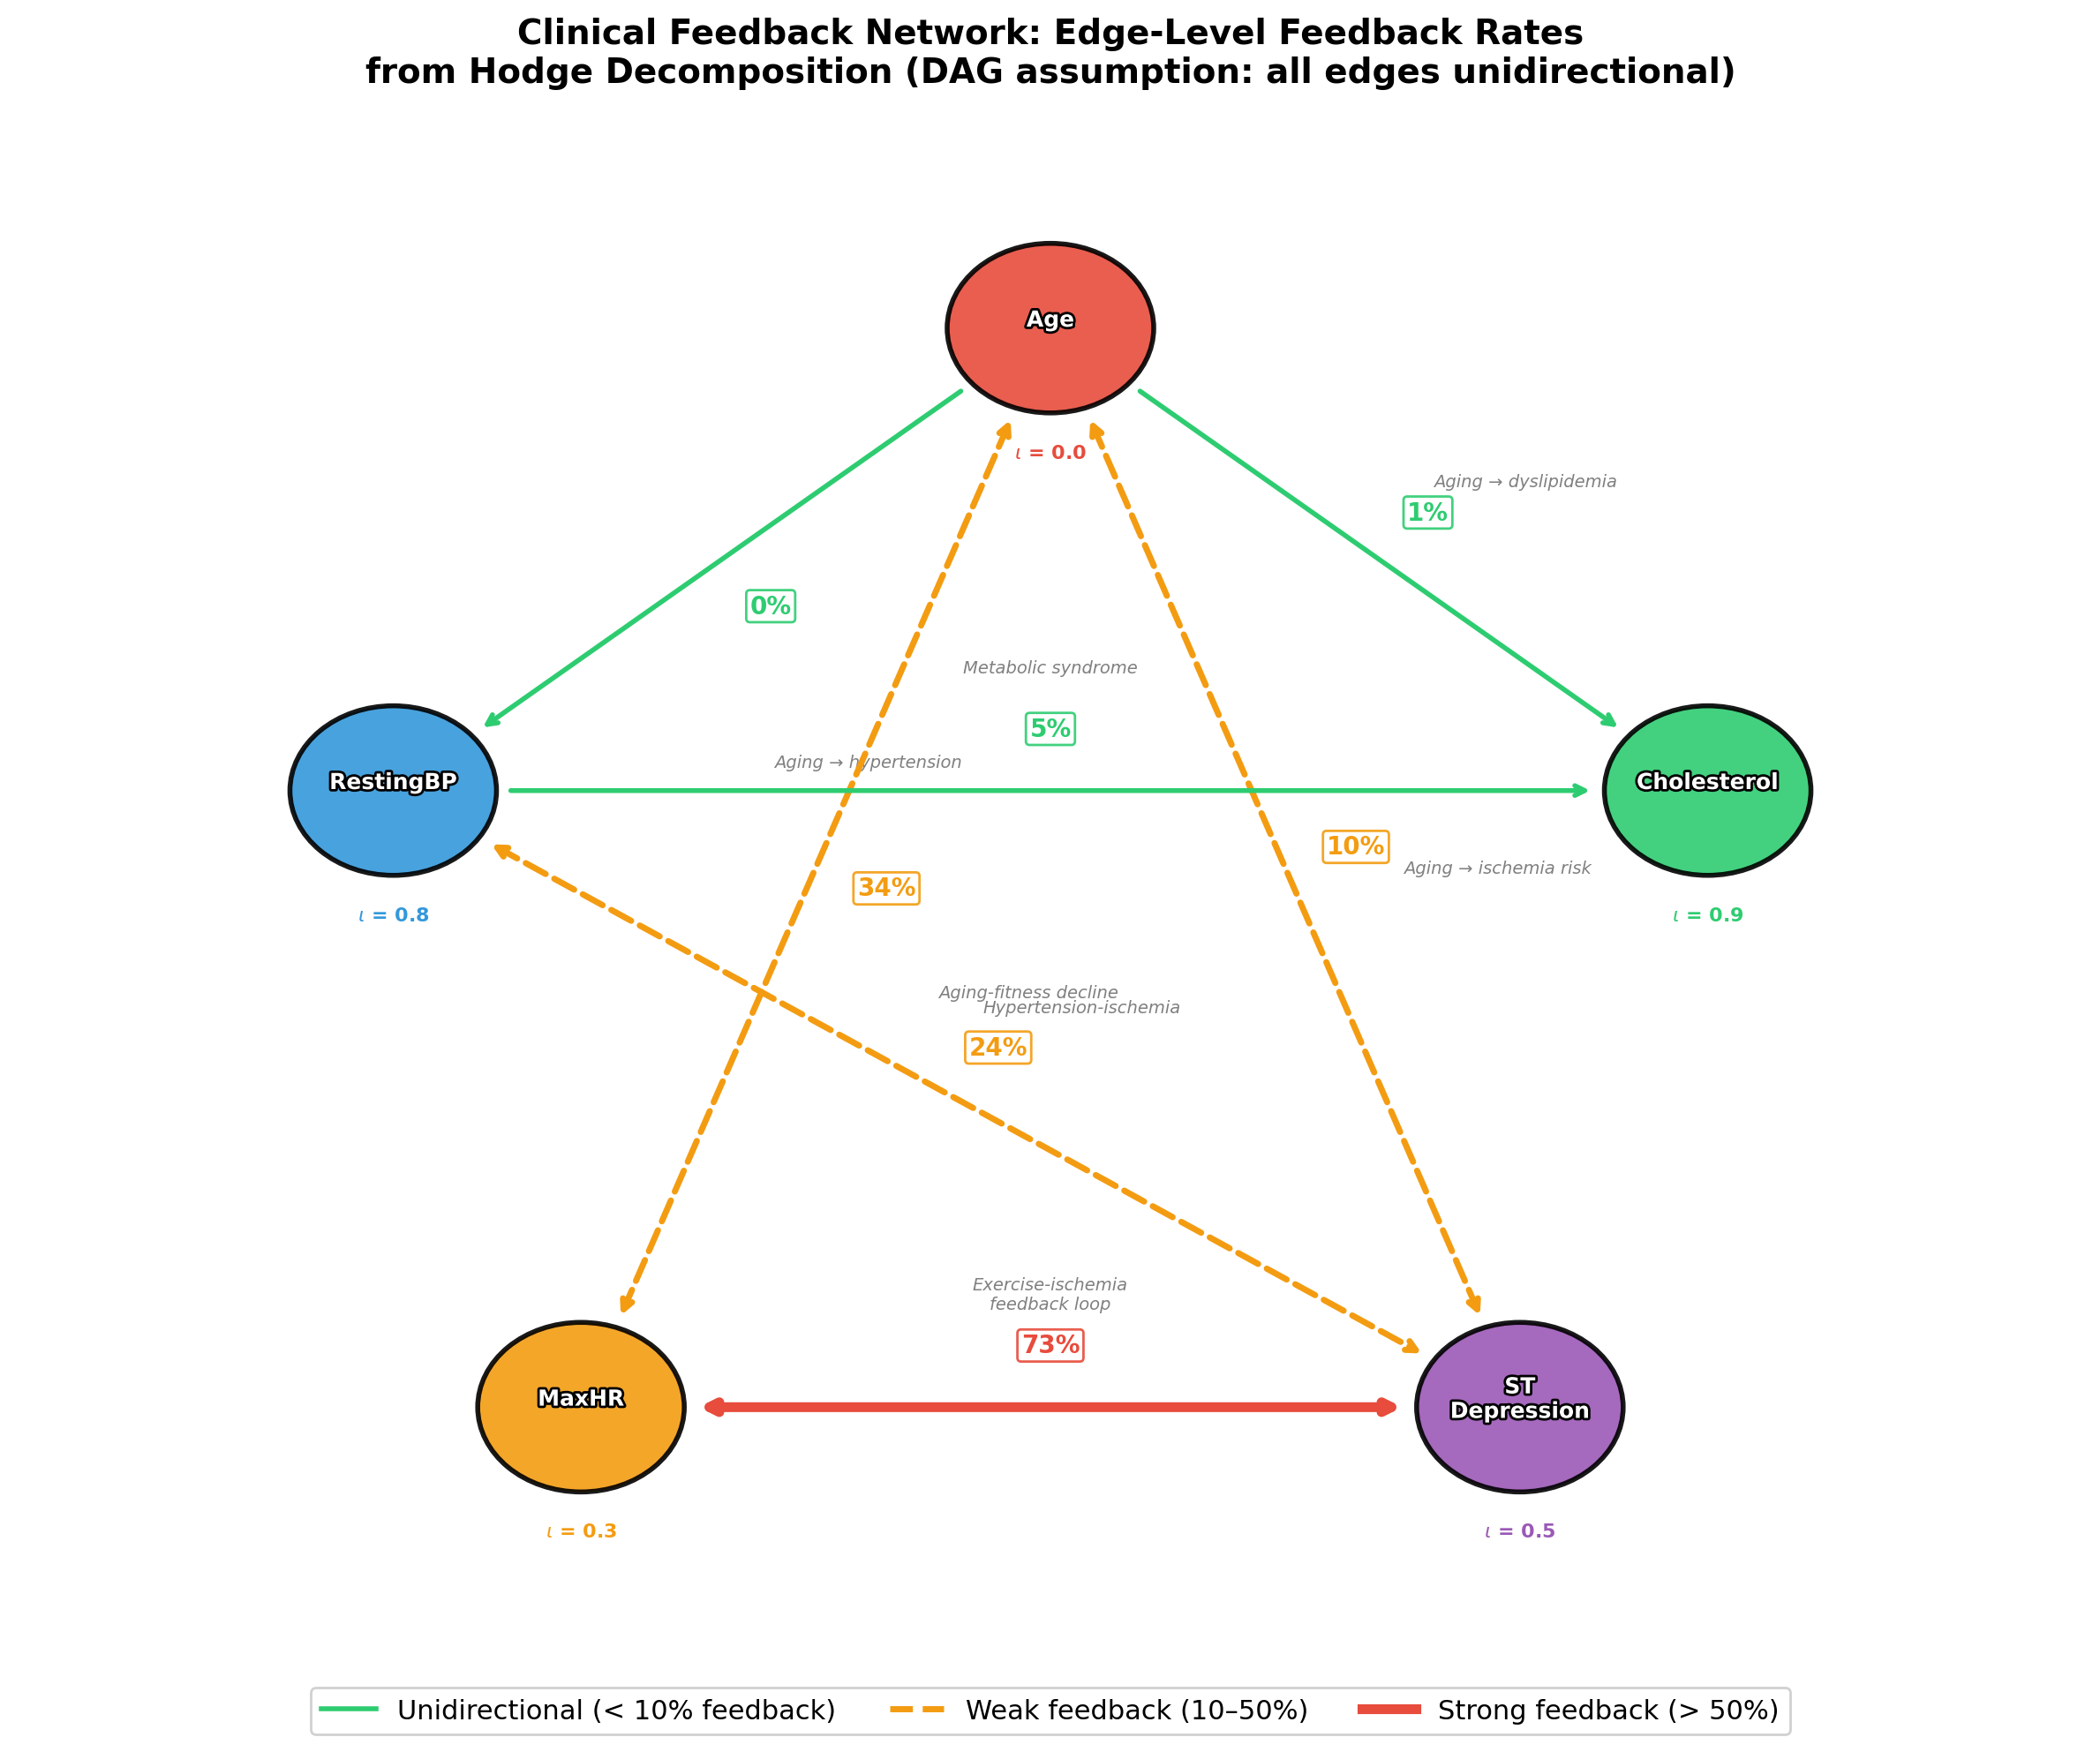 Clinical Feedback Network: Edge-Level Feedback Rates
from Hodge Decomposition (DAG assumption: all edges unidirectional)
Age
ι = 0.0
Aging → dyslipidemia
1%
0%
Metabolic syndrome
5%
Aging → hypertension
RestingBP
Cholesterol
10%
Aging → ischemia risk
34%
ι = 0.8
ι = 0.9
Aging-fitness decline
Hypertension-ischemia
24%
Exercise-ischemia
feedback loop
73%
MaxHR
ST
Depression
ι = 0.3
ι = 0.5
Unidirectional (< 10% feedback)
Weak feedback (10–50%)
Strong feedback (> 50%)